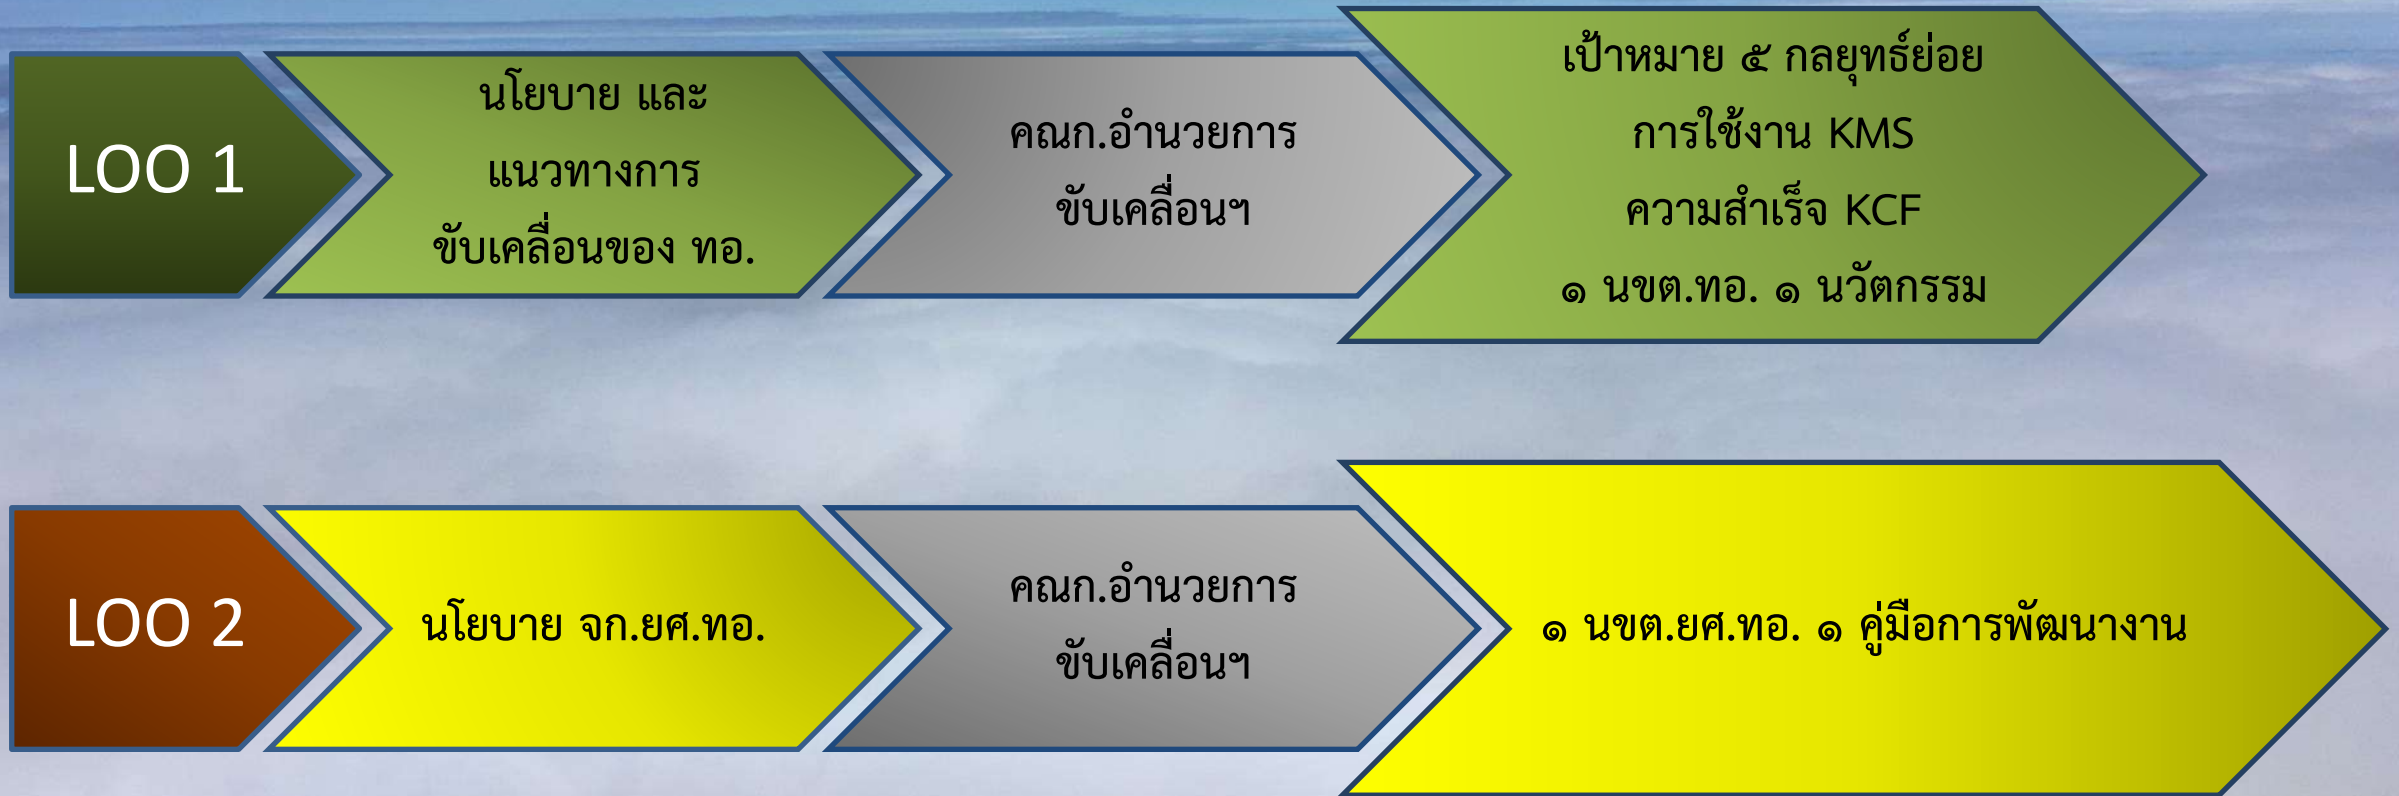 LOO 1
นโยบาย และ
แนวทางการ
ขับเคลื่อนของ ทอ.
คณก.อำนวยการ
ขับเคลื่อนฯ
เป้าหมาย ๕ กลยุทธ์ย่อย
การใช้งาน KMS
ความสำเร็จ KCF
๑ นขต.ทอ. ๑ นวัตกรรม
LOO 2
นโยบาย จก.ยศ.ทอ.
คณก.อำนวยการ
ขับเคลื่อนฯ
๑ นขต.ยศ.ทอ. ๑ คู่มือการพัฒนางาน